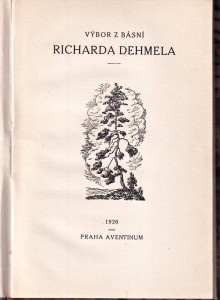 VÝBOR Z BÁSNÍ
RICHARDA DEHMELA
1920
PRAHA AVENTINUM